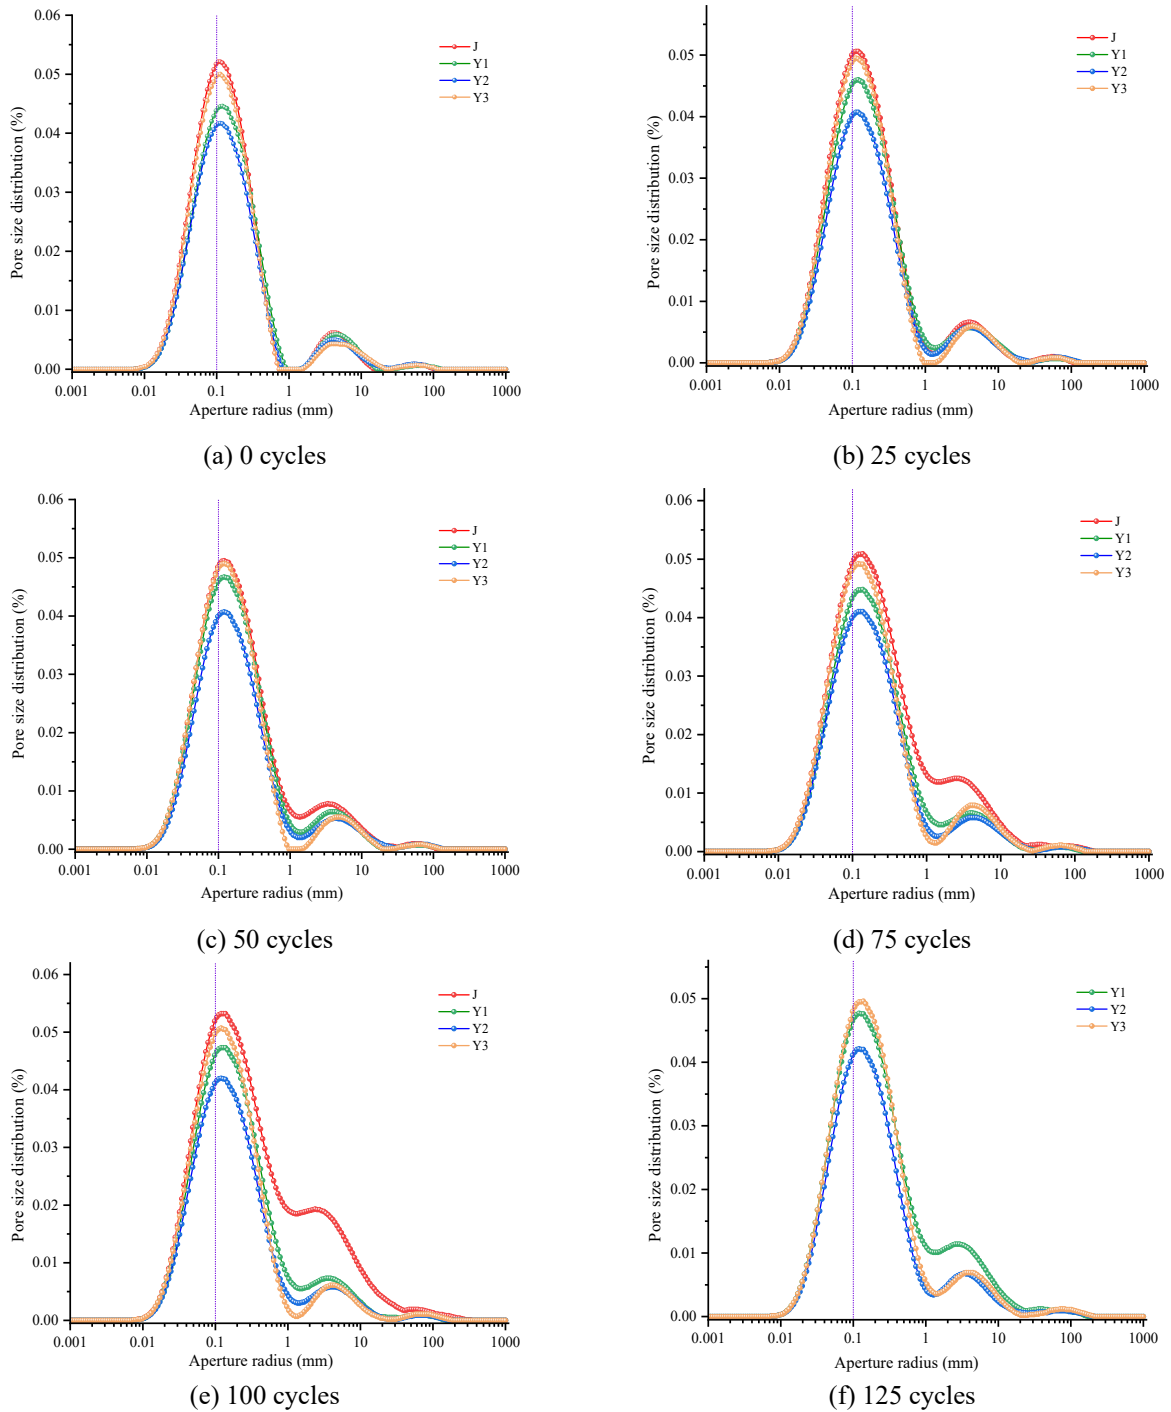 0.06
0.05
0.04
0.03
0.02
0.01
0.00
Pore size distribution (%)
J
Y1
Y2
Y3
0.001 0.01 0.1 1 10 100 1000
Aperture radius (mm)
(a) 0 cycles
0.05
0.04
0.03
0.02
0.01
0.00
Pore size distribution (%)
J
Y1
Y2
Y3
0.001 0.01 0.1 1 10 100 1000
Aperture radius (mm)
(b) 25 cycles
0.06
0.05
0.04
0.03
0.02
0.01
0.00
Pore size distribution (%)
J
Y1
Y2
Y3
0.001 0.01 0.1 1 10 100 1000
Aperture radius (mm)
(c) 50 cycles
0.06
0.05
0.04
0.03
0.02
0.01
0.00
Pore size distribution (%)
J
Y1
Y2
Y3
0.001 0.01 0.1 1 10 100 1000
Aperture radius (mm)
(d) 75 cycles
0.06
0.05
0.04
0.03
0.02
0.01
0.00
Pore size distribution (%)
J
Y1
Y2
Y3
0.001 0.01 0.1 1 10 100 1000
Aperture radius (mm)
(e) 100 cycles
0.05
0.04
0.03
0.02
0.01
0.00
Pore size distribution (%)
Y1
Y2
Y3
0.001 0.01 0.1 1 10 100 1000
Aperture radius (mm)
(f) 125 cycles